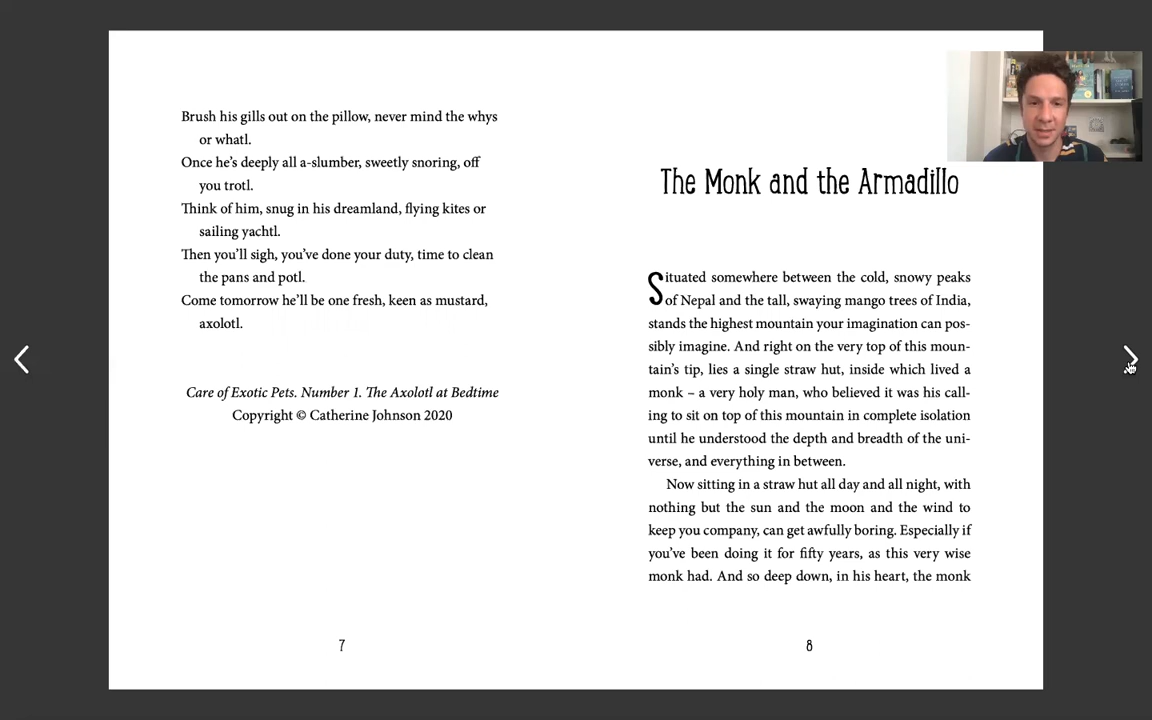 Brush his gills out on the pillow, never mind the whys
or whatl.
Once he's deeply all a-slumber, sweetly snoring, off
you trotl.
Think of him, snug in his dreamland, flying kites or
sailing yachtl.
Then you'll sigh, you've done your duty, time to clean
the pans and potl.
Come tomorrow he'll be one fresh, keen as mustard,
axolotl.
Care of Exotic Pets. Number 1. The Axolotl at Bedtime
Copyright © Catherine Johnson 2020
7
The Monk and the Armadillo
Situated somewhere between the cold, snowy peaks
of Nepal and the tall, swaying mango trees of India,
stands the highest mountain your imagination can pos-
sibly imagine. And right on the very top of this moun-
tain's tip, lies a single straw hut, inside which lived a
monk – a very holy man, who believed it was his call-
ing to sit on top of this mountain in complete isolation
until he understood the depth and breadth of the uni-
verse, and everything in between.
Now sitting in a straw hut all day and all night, with
nothing but the sun and the moon and the wind to
keep you company, can get awfully boring. Especially if
you've been doing it for fifty years, as this very wise
monk had. And so deep down, in his heart, the monk
8